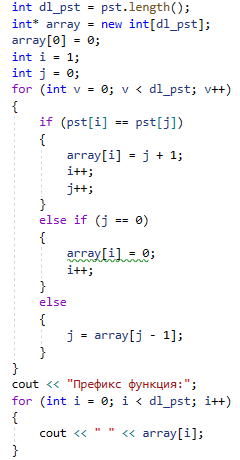 int dl_pst = pst.length();
int* array = new int[dl_pst];
array[0] = 0;
int i = 1;
int j = 0;
for (int v = 0; v < dl_pst; v++)
{
    if (pst[i] == pst[j])
    {
        array[i] = j + 1;
        i++;
        j++;
    }
    else if (j == 0)
    {
        array[i] = 0;
        i++;
    }
    else
    {
        j = array[j - 1];
    }
}
cout << "Префикс функция:";
for (int i = 0; i < dl_pst; i++)
{
    cout << " " << array[i];
}